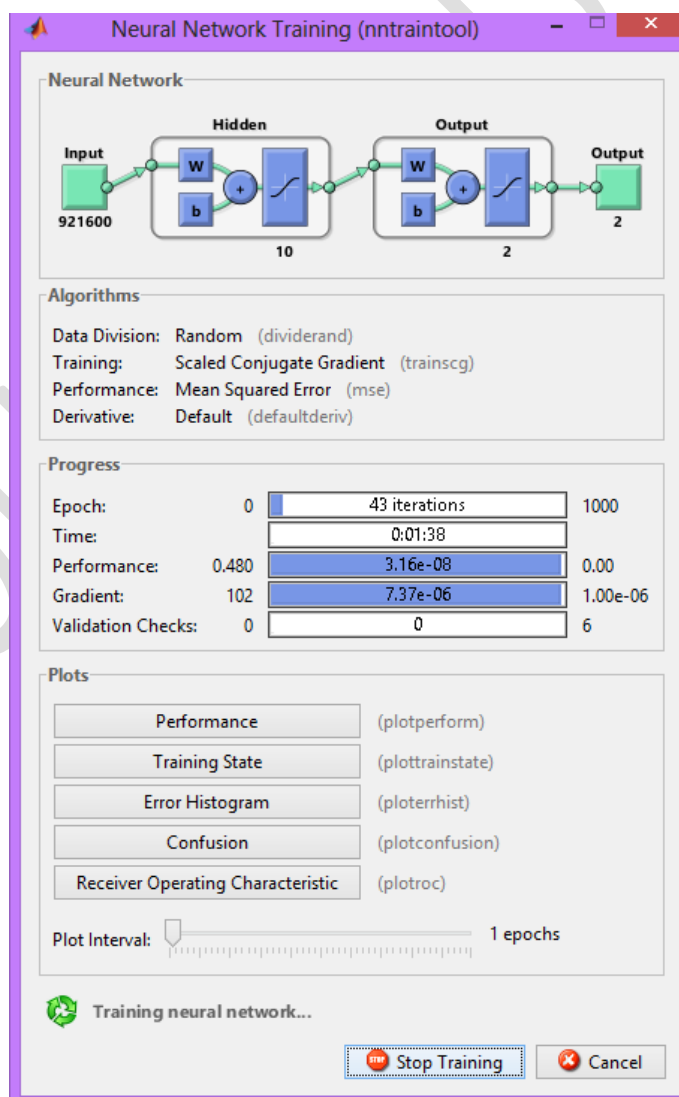 Neural Network Training (nntraintool)
Neural Network
Hidden
Output
Input
W
b
+
W
b
+
Output
921600
10
2
2
Algorithms
Data Division: Random (dividerand)
Training: Scaled Conjugate Gradient (trainscg)
Performance: Mean Squared Error (mse)
Derivative: Default (defaultderiv)
Progress
Epoch: 0 43 iterations 1000
Time: 0:01:38
Performance: 0.480 3.16e-08 0.00
Gradient: 102 7.37e-06 1.00e-06
Validation Checks: 0 0 6
Plots
Performance (plotperform)
Training State (plottrainstate)
Error Histogram (ploterrhist)
Confusion (plotconfusion)
Receiver Operating Characteristic (plotroc)
Plot Interval: 1 epochs
Training neural network...
STOP Stop Training Cancel